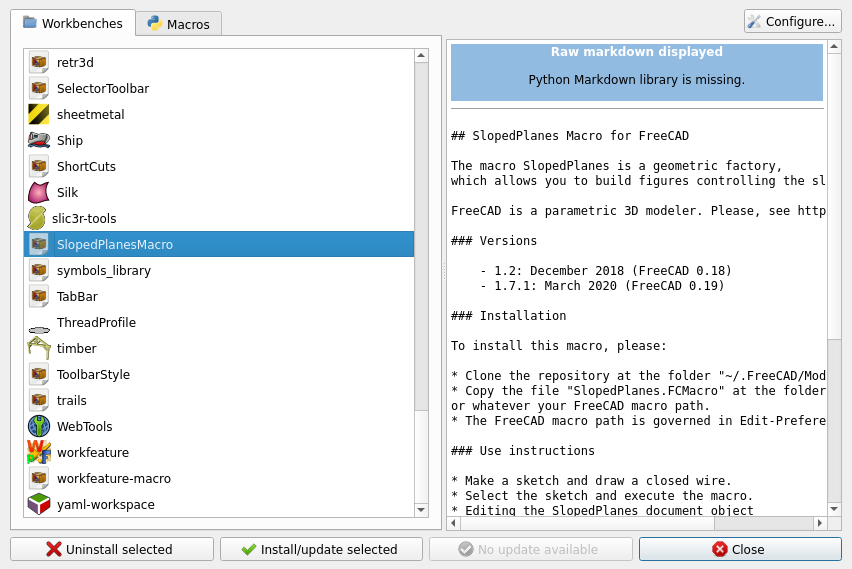 Workbenches
Macros
Configure...
retr3d
SelectorToolbar
sheetmetal
Ship
ShortCuts
Silk
slic3r-tools
SlopedPlanesMacro
symbols_library
TabBar
ThreadProfile
timber
ToolbarStyle
trails
WebTools
workfeature
workfeature-macro
yaml-workspace
Raw markdown displayed
Python Markdown library is missing.
## SlopedPlanes Macro for FreeCAD
The macro SlopedPlanes is a geometric factory,
which allows you to build figures controlling the sl
FreeCAD is a parametric 3D modeler. Please, see http
### Versions
- 1.2: December 2018 (FreeCAD 0.18)
- 1.7.1: March 2020 (FreeCAD 0.19)
### Installation
To install this macro, please:
* Clone the repository at the folder "~/.FreeCAD/Mod
* Copy the file "SlopedPlanes.FCMacro" at the folder
or whatever your FreeCAD macro path.
* The FreeCAD macro path is governed in Edit-Prefere
### Use instructions
* Make a sketch and draw a closed wire.
* Select the sketch and execute the macro.
* Editing the SlopedPlanes document object
Uninstall selected
Install/update selected
No update available
Close